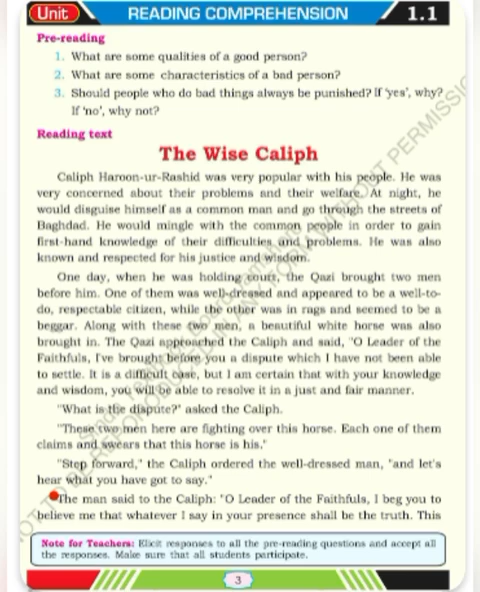 Unit READING COMPREHENSION 1.1
Pre-reading
1. What are some qualities of a good person?
2. What are some characteristics of a bad person?
3. Should people who do bad things always be punished? If 'yes', why?
If 'no', why not?
Reading text
The Wise Caliph
Caliph Haroon-ur-Rashid was very popular with his people. He was
very concerned about their problems and their welfare. At night, he
would disguise himself as a common man and go through the streets of
Baghdad. He would mingle with the common people in order to gain
first-hand knowledge of their difficulties and problems. He was also
known and respected for his justice and wisdom.
One day, when he was holding court, the Qazi brought two men
before him. One of them was well-dressed and appeared to be a well-to-
do, respectable citizen, while the other was in rags and seemed to be a
beggar. Along with these two men, a beautiful white horse was also
brought in. The Qazi approached the Caliph and said, "O Leader of the
Faithfuls, I've brought before you a dispute which I have not been able
to settle. It is a difficult case, but I am certain that with your knowledge
and wisdom, you will be able to resolve it in a just and fair manner.
"What is the dispute?" asked the Caliph.
"These two men here are fighting over this horse. Each one of them
claims and swears that this horse is his."
"Step forward," the Caliph ordered the well-dressed man, "and let's
hear what you have got to say."
The man said to the Caliph: "O Leader of the Faithfuls, I beg you to
believe me that whatever I say in your presence shall be the truth. This
Note for Teachers: Elicit responses to all the pre-reading questions and accept all
the responses. Make sure that all students participate.
3